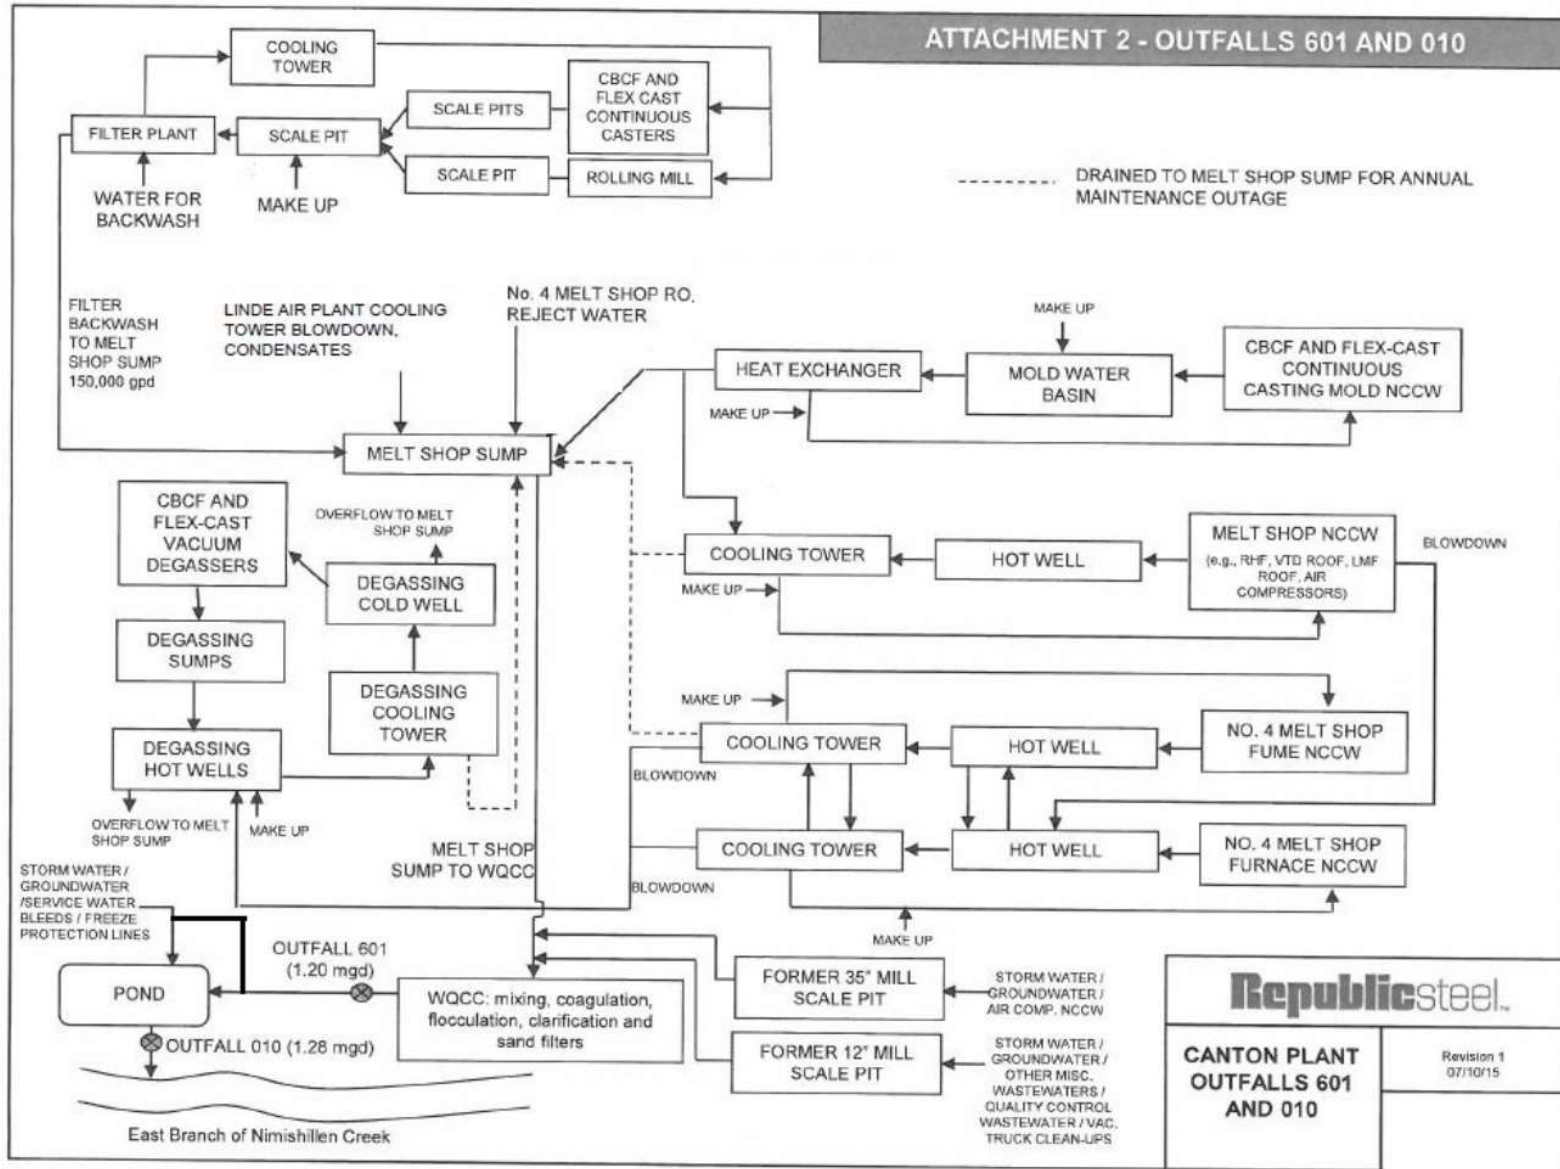 ATTACHMENT 2 - OUTFALLS 601 AND 010
COOLING
TOWER
CBCF AND
FLEX CAST
CONTINUOUS
CASTERS
SCALE PITS
FILTER PLANT
SCALE PIT
SCALE PIT
ROLLING MILL
WATER FOR
BACKWASH
MAKE UP
DRAINED TO MELT SHOP SUMP FOR ANNUAL
MAINTENANCE OUTAGE
FILTER
BACKWASH
TO MELT
SHOP SUMP
150,000 gpd
LINDE AIR PLANT COOLING
TOWER BLOWDOWN,
CONDENSATES
No. 4 MELT SHOP RO,
REJECT WATER
MAKE UP
HEAT EXCHANGER
MOLD WATER
BASIN
CBCF AND FLEX-CAST
CONTINUOUS
CASTING MOLD NCCW
MAKE UP
MELT SHOP SUMP
CBCF AND
FLEX-CAST
VACUUM
DEGASSERS
OVERFLOW TO MELT
SHOP SUMP
DEGASSING
COLD WELL
COOLING TOWER
HOT WELL
MELT SHOP NCCW
(e.g., RHF, VTD ROOF, LMF
ROOF, AIR
COMPRESSORS)
BLOWDOWN
MAKE UP
DEGASSING
SUMPS
DEGASSING
COOLING
TOWER
MAKE UP
DEGASSING
HOT WELLS
COOLING TOWER
HOT WELL
NO. 4 MELT SHOP
FUME NCCW
BLOWDOWN
OVERFLOW TO MELT
SHOP SUMP
MAKE UP
MELT SHOP
SUMP TO WQCC
COOLING TOWER
HOT WELL
NO. 4 MELT SHOP
FURNACE NCCW
BLOWDOWN
MAKE UP
STORM WATER /
GROUNDWATER
/SERVICE WATER
BLEEDS / FREEZE
PROTECTION LINES
OUTFALL 601
(1.20 mgd)
POND
WQCC: mixing, coagulation,
flocculation, clarification and
sand filters
FORMER 35" MILL
SCALE PIT
STORM WATER /
GROUNDWATER /
AIR COMP. NCCW
OUTFALL 010 (1.28 mgd)
FORMER 12" MILL
SCALE PIT
STORM WATER /
GROUNDWATER /
OTHER MISC.
WASTEWATERS /
QUALITY CONTROL
WASTEWATER / VAC.
TRUCK CLEAN-UPS
East Branch of Nimishillen Creek
Republicsteel™
CANTON PLANT
OUTFALLS 601
AND 010
Revision 1
07/10/15